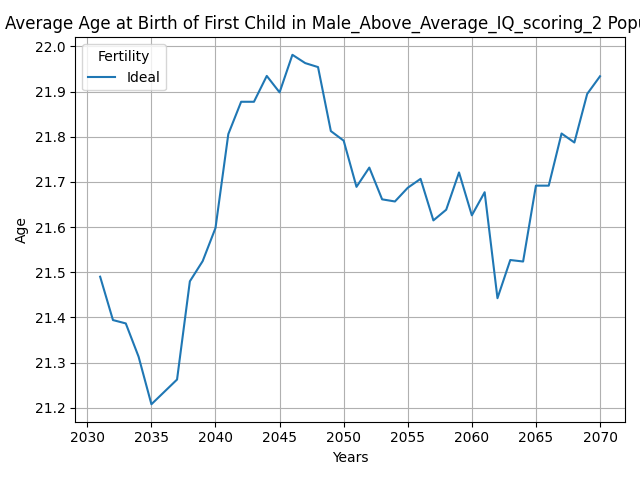 Average Age at Birth of First Child in Male_Above_Average_IQ_scoring_2
Fertility
Ideal
22.0
21.9
21.8
21.7
21.6
21.5
21.4
21.3
21.2
Age
2030 2035 2040 2045 2050 2055 2060 2065 2070
Years